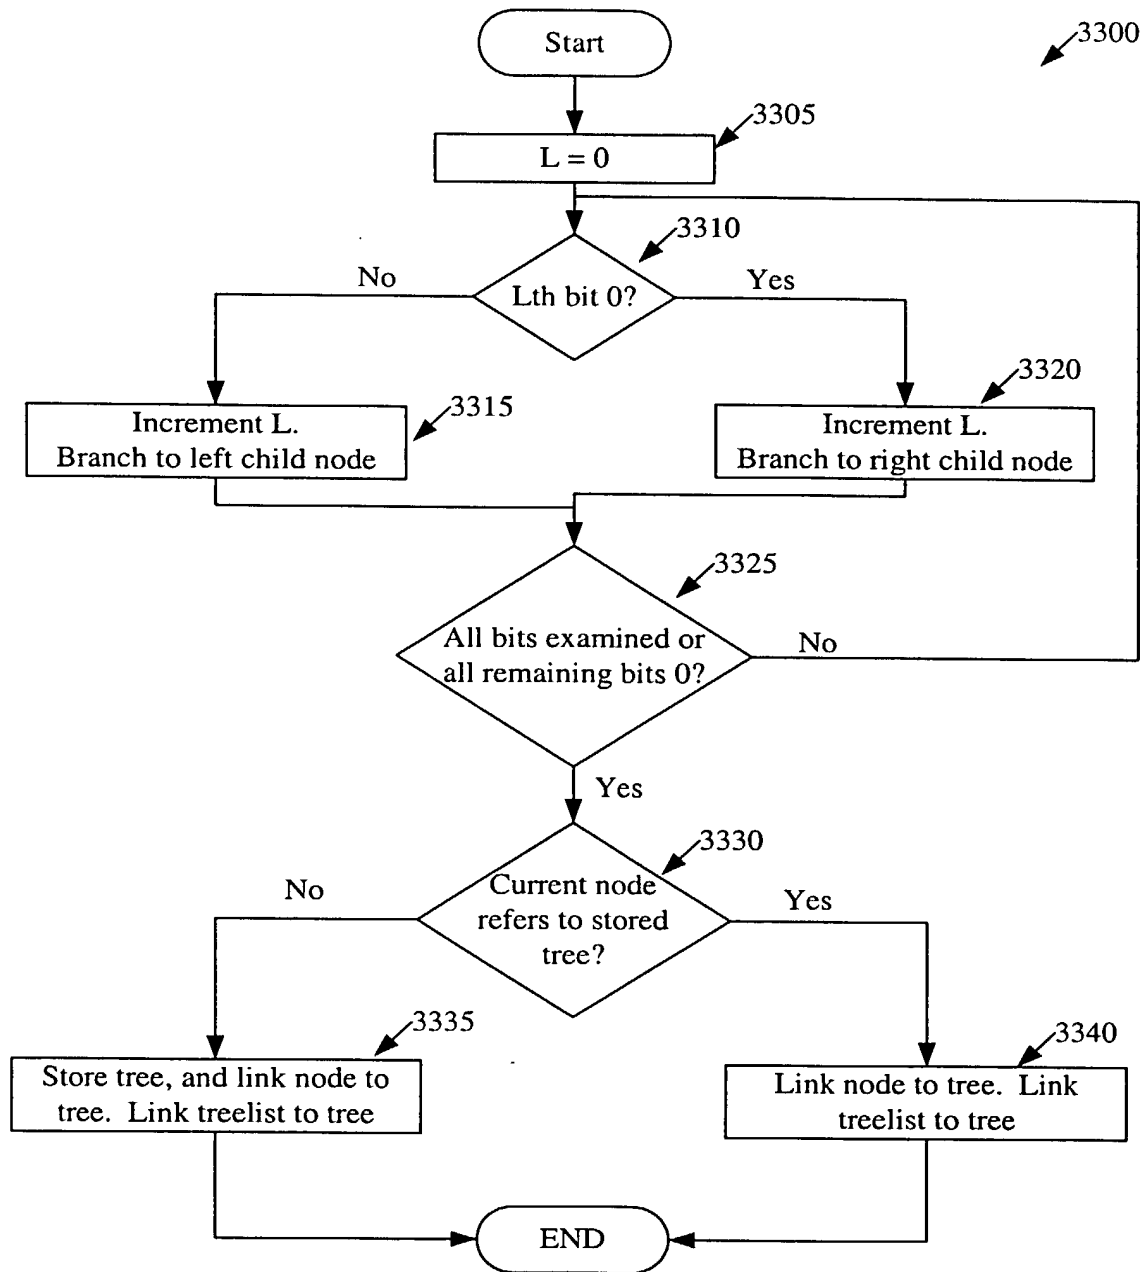 Start
3300
3305
L = 0
3310
No
Yes
Lth bit 0?
3320
3315
Increment L.
Branch to left child node
Increment L.
Branch to right child node
3325
All bits examined or
all remaining bits 0?
No
Yes
3330
No
Yes
Current node
refers to stored
tree?
3335
3340
Store tree, and link node to
tree.  Link treelist to tree
Link node to tree.  Link
treelist to tree
END